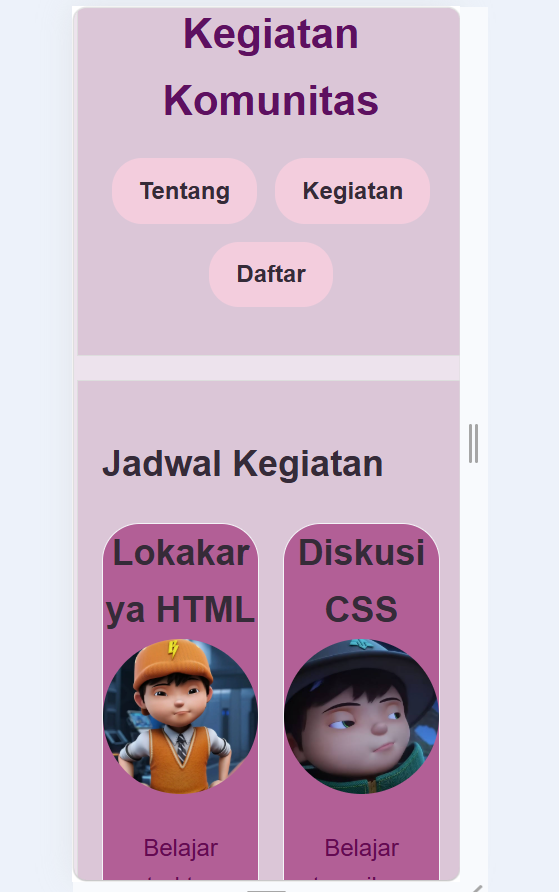 Kegiatan
Komunitas
Tentang
Kegiatan
Daftar
Jadwal Kegiatan
Lokakar
ya HTML
Diskusi
CSS
Belajar
Belajar